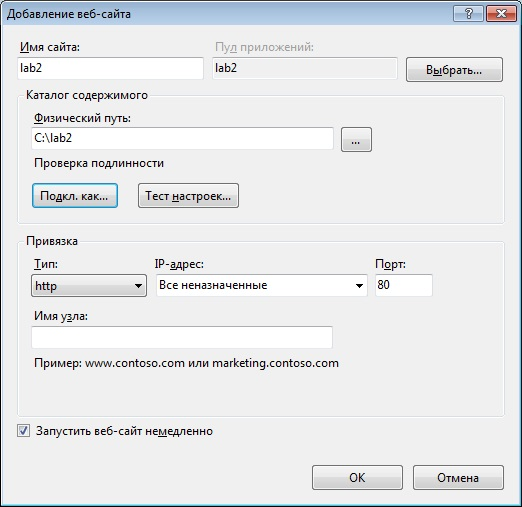 Добавление веб-сайта
Имя сайта: Пул приложений:
lab2 lab2 Выбрать...
Каталог содержимого
Физический путь:
C:\lab2 ...
Проверка подлинности
Подкл. как... Тест настроек...
Привязка
Тип: IP-адрес: Порт:
http Все неназначенные 80
Имя узла:
Пример: www.contoso.com или marketing.contoso.com
Запустить веб-сайт немедленно
ОК Отмена